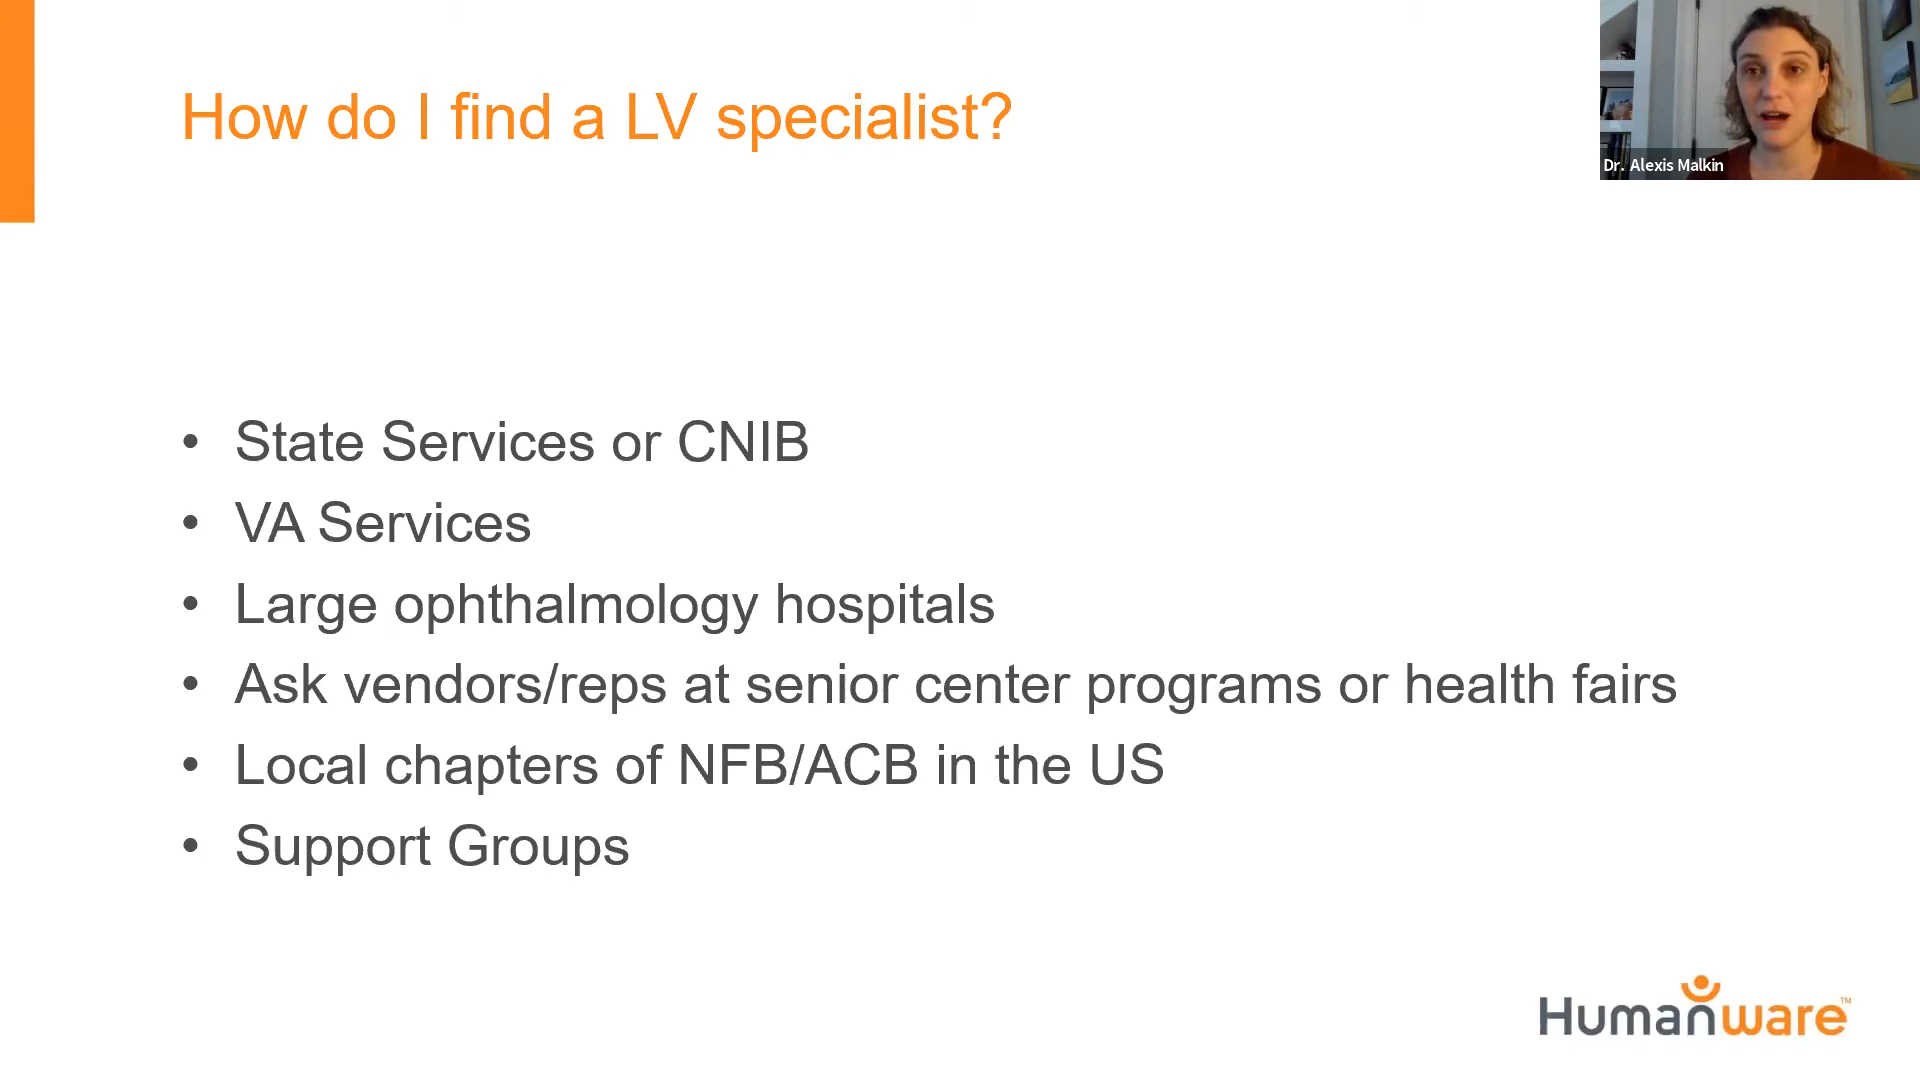 How do I find a LV specialist?
Dr. Alexis Malkin
• State Services or CNIB
• VA Services
• Large ophthalmology hospitals
• Ask vendors/reps at senior center programs or health fairs
• Local chapters of NFB/ACB in the US
• Support Groups
Humanware™